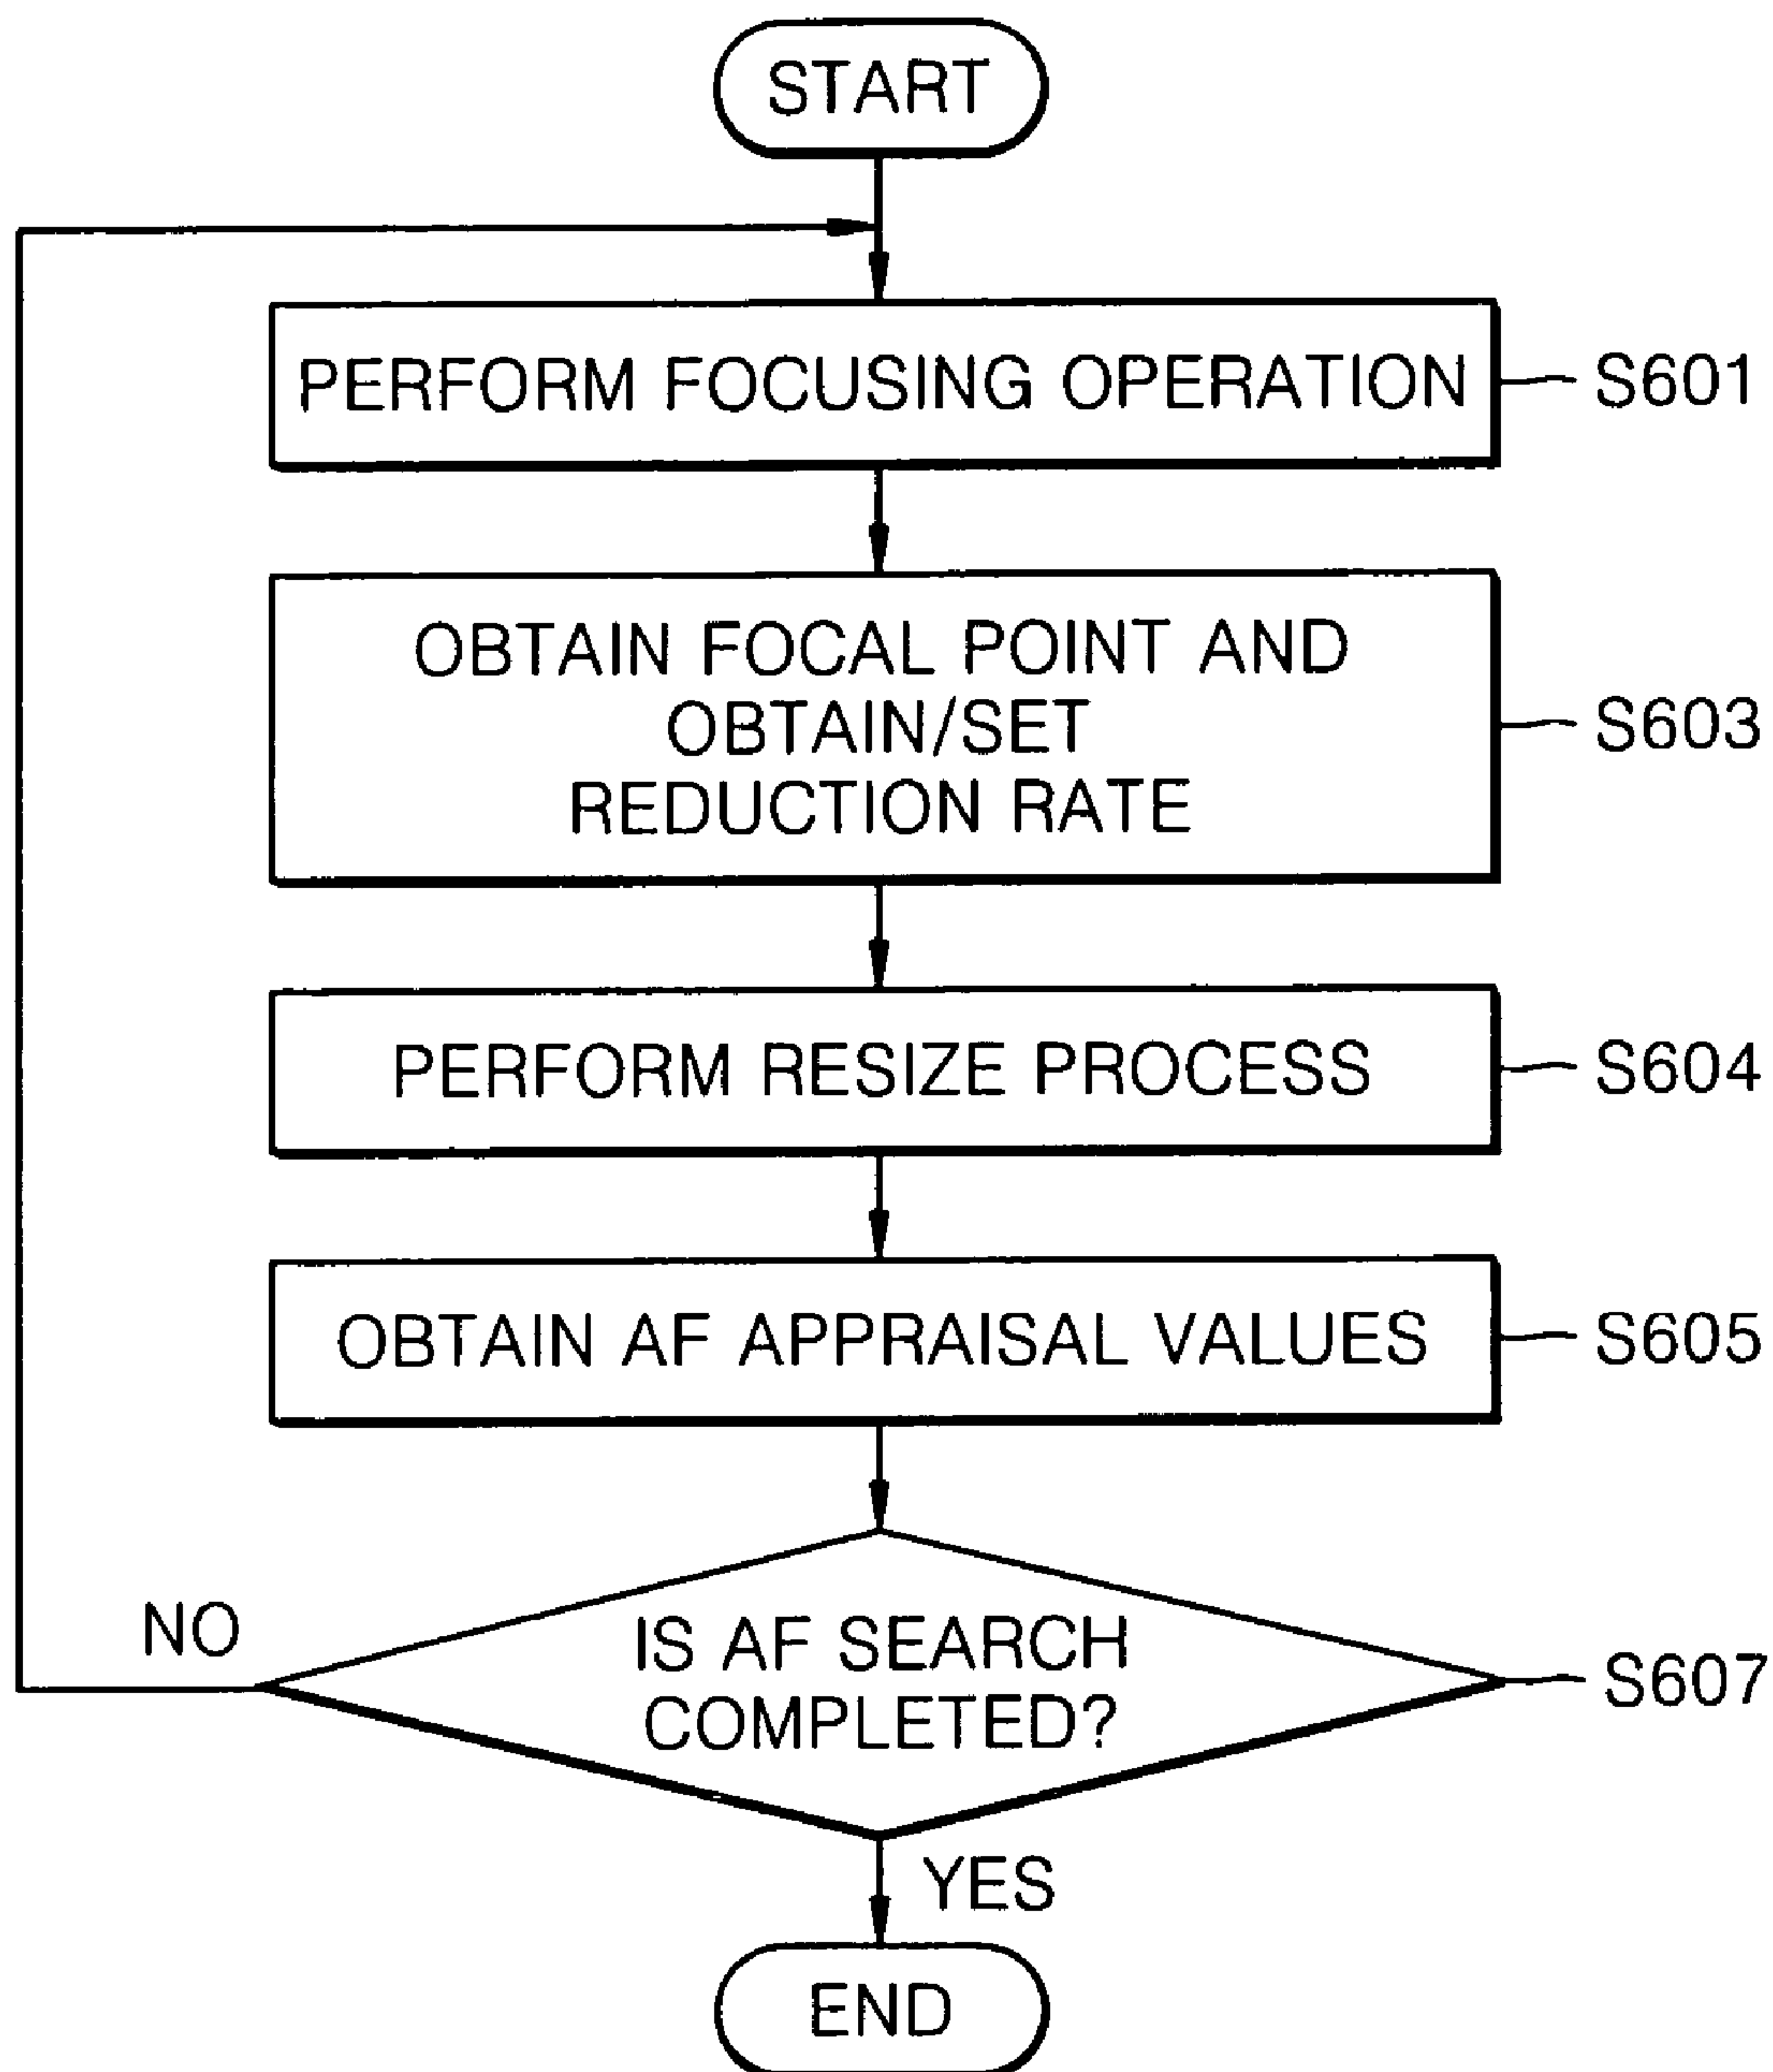 START
PERFORM FOCUSING OPERATION
S601
OBTAIN FOCAL POINT AND
OBTAIN/SET
REDUCTION RATE
S603
PERFORM RESIZE PROCESS
S604
OBTAIN AF APPRAISAL VALUES
S605
NO
IS AF SEARCH
COMPLETED?
S607
YES
END